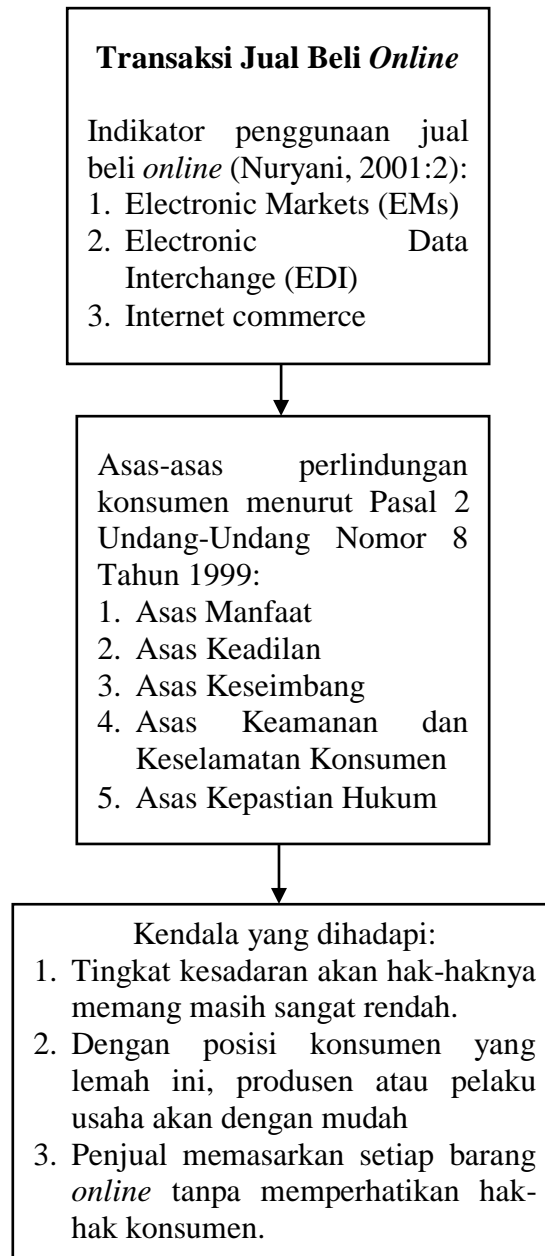 Transaksi Jual Beli Online
Indikator penggunaan jual
beli online (Nuryani, 2001:2):
1. Electronic Markets (EMs)
2. Electronic Data
Interchange (EDI)
3. Internet commerce
Asas-asas perlindungan
konsumen menurut Pasal 2
Undang-Undang Nomor 8
Tahun 1999:
1. Asas Manfaat
2. Asas Keadilan
3. Asas Keseimbang
4. Asas Keamanan dan
Keselamatan Konsumen
5. Asas Kepastian Hukum
Kendala yang dihadapi:
1. Tingkat kesadaran akan hak-haknya
memang masih sangat rendah.
2. Dengan posisi konsumen yang
lemah ini, produsen atau pelaku
usaha akan dengan mudah
3. Penjual memasarkan setiap barang
online tanpa memperhatikan hak-
hak konsumen.